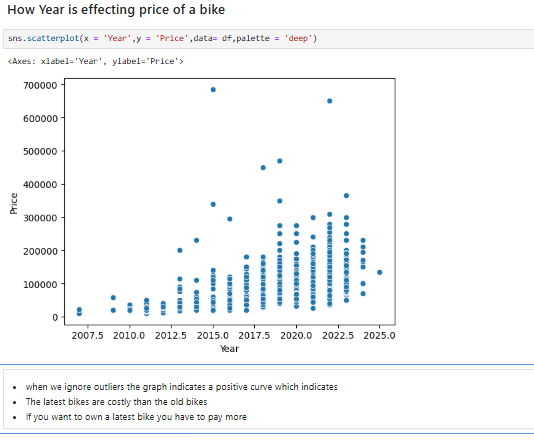 How Year is effecting price of a bike
sns.scatterplot(x = 'Year',y = 'Price',data= df,palette = 'deep')
<Axes: xlabel='Year', ylabel='Price'>
700000
600000
500000
400000
300000
200000
100000
0
Price
2007.5 2010.0 2012.5 2015.0 2017.5 2020.0 2022.5 2025.0
Year
• when we ignore outliers the graph indicates a positive curve which indicates
• The latest bikes are costly than the old bikes
• If you want to own a latest bike you have to pay more